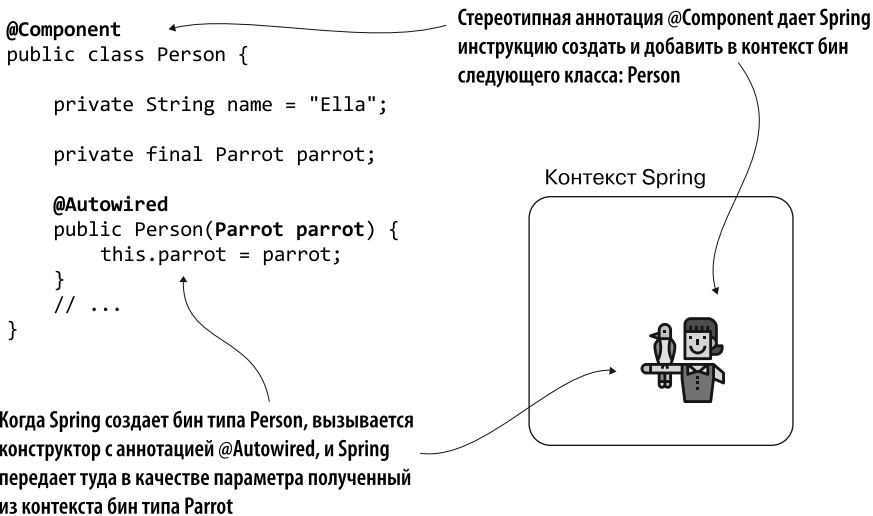 @Component
public class Person {
private String name = "Ella";
private final Parrot parrot;
@Autowired
public Person(Parrot parrot) {
this.parrot = parrot;
}
// ...
}
Стереотипная аннотация @Component дает Spring
инструкцию создать и добавить в контекст бин
следующего класса: Person
Контекст Spring
Когда Spring создает бин типа Person, вызывается
конструктор с аннотацией @Autowired, и Spring
передает туда в качестве параметра полученный
из контекста бин типа Parrot